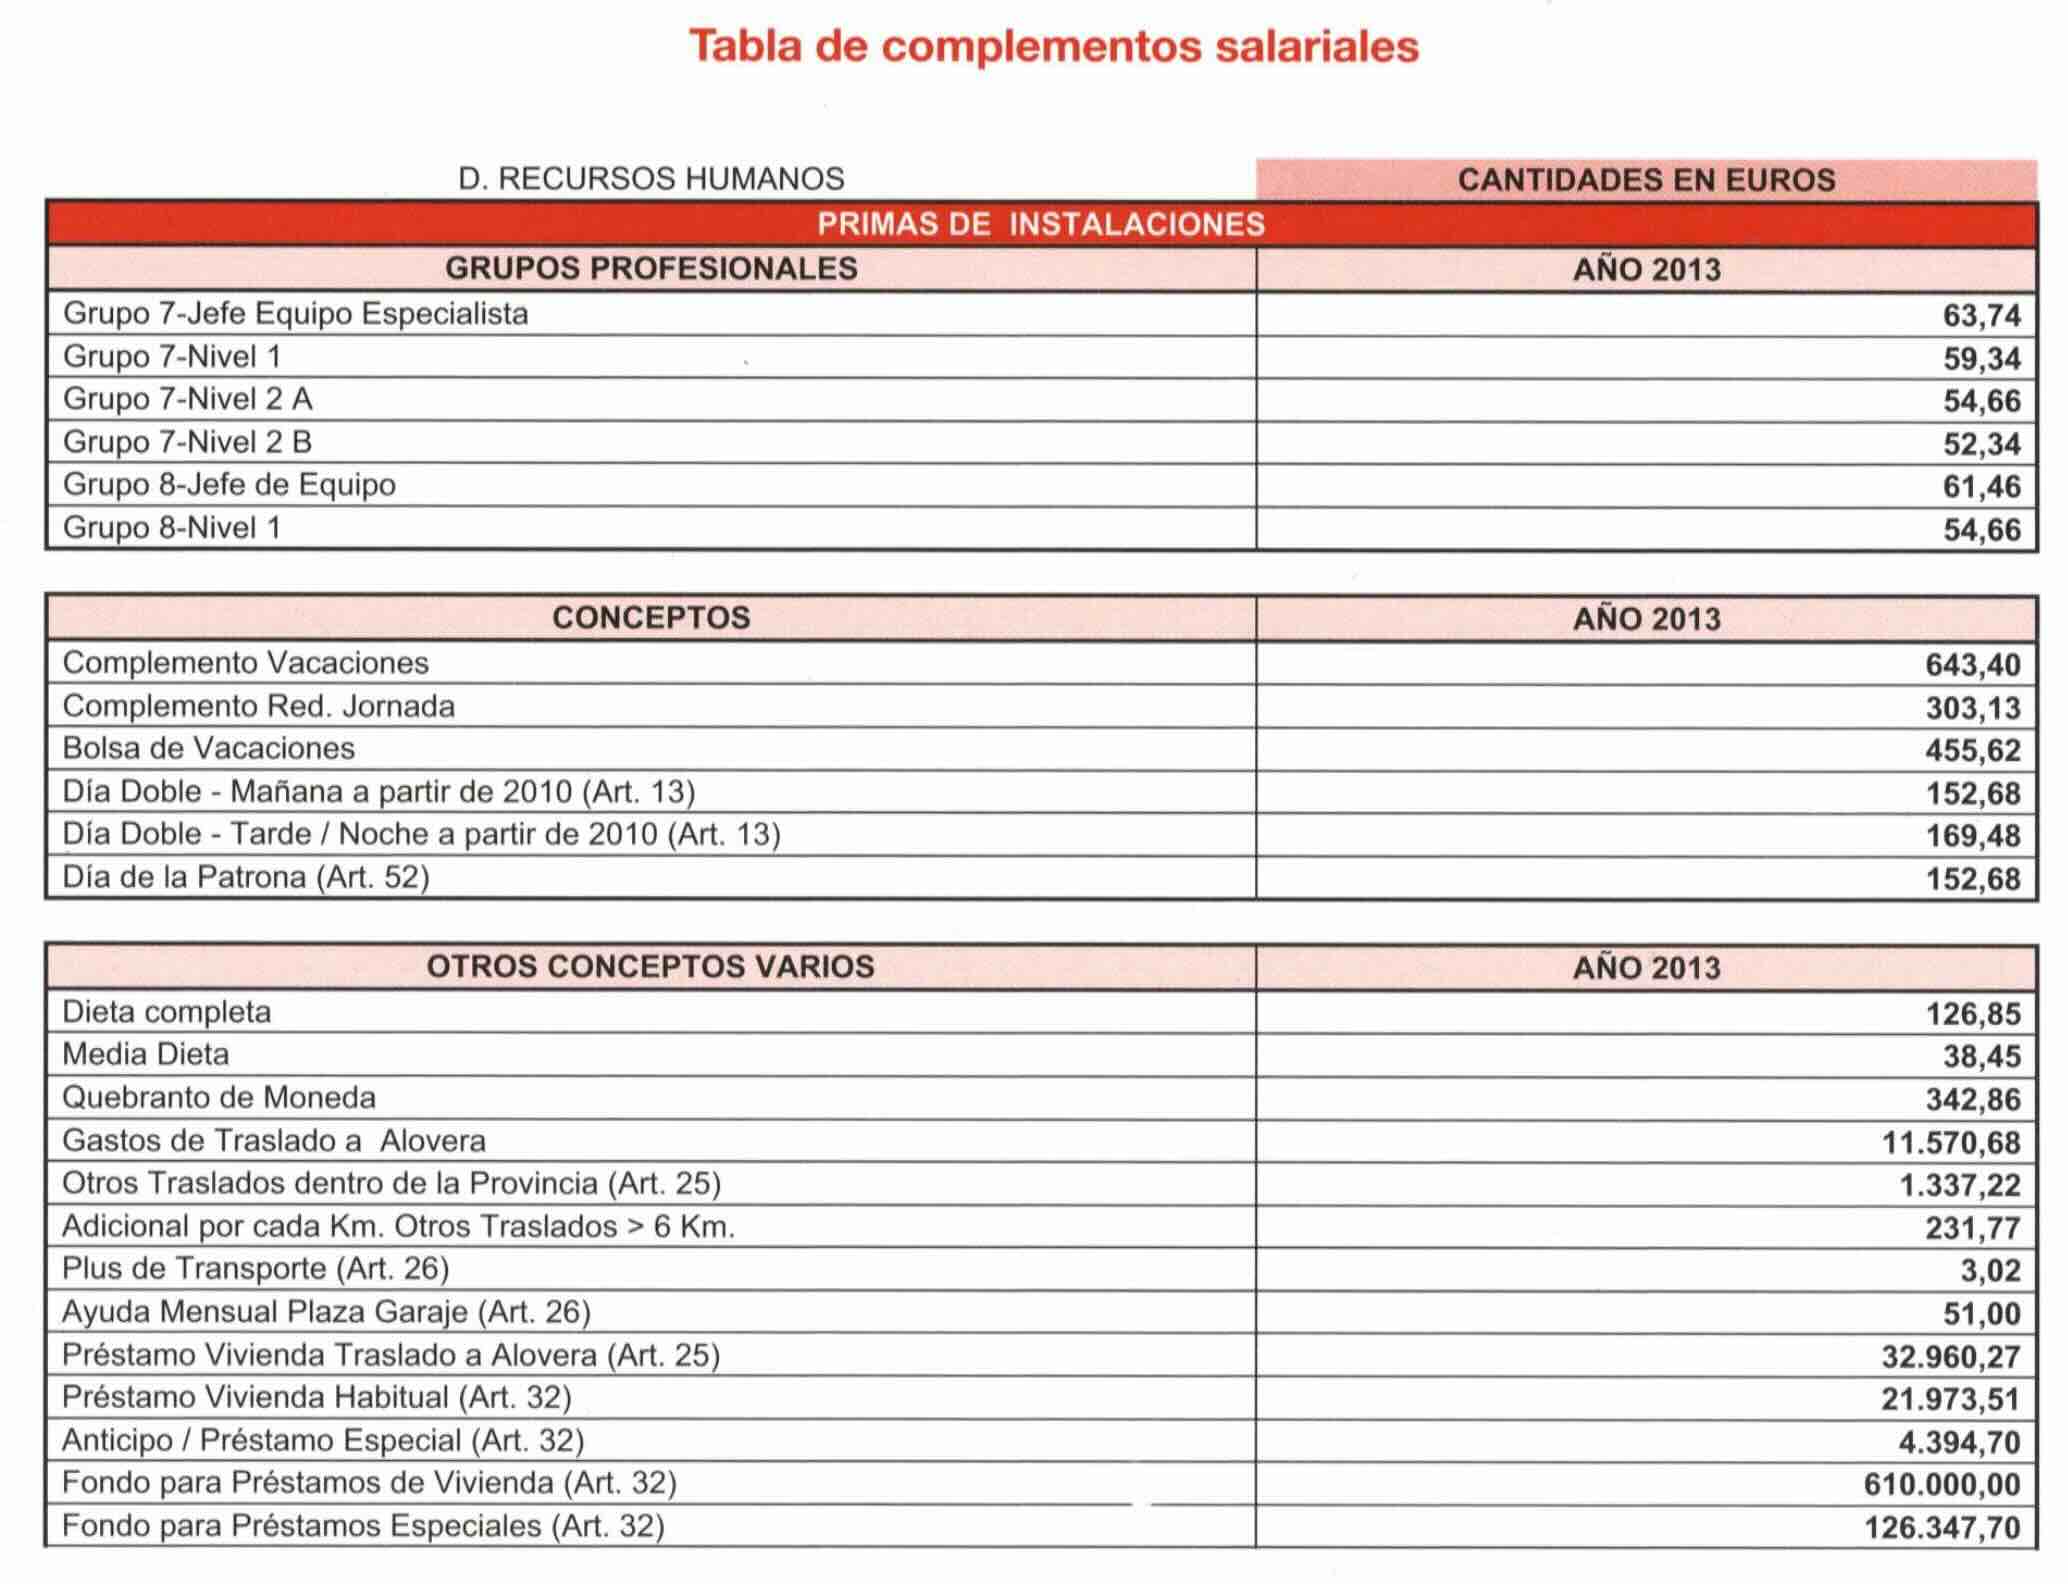 Tabla de complementos salariales
D. RECURSOS HUMANOS CANTIDADES EN EUROS
PRIMAS DE INSTALACIONES
GRUPOS PROFESIONALES AÑO 2013
Grupo 7-Jefe Equipo Especialista 63,74
Grupo 7-Nivel 1 59,34
Grupo 7-Nivel 2 A 54,66
Grupo 7-Nivel 2 B 52,34
Grupo 8-Jefe de Equipo 61,46
Grupo 8-Nivel 1 54,66
CONCEPTOS AÑO 2013
Complemento Vacaciones 643,40
Complemento Red. Jornada 303,13
Bolsa de Vacaciones 455,62
Día Doble - Mañana a partir de 2010 (Art. 13) 152,68
Día Doble - Tarde / Noche a partir de 2010 (Art. 13) 169,48
Día de la Patrona (Art. 52) 152,68
OTROS CONCEPTOS VARIOS AÑO 2013
Dieta completa 126,85
Media Dieta 38,45
Quebranto de Moneda 342,86
Gastos de Traslado a Alovera 11.570,68
Otros Traslados dentro de la Provincia (Art. 25) 1.337,22
Adicional por cada Km. Otros Traslados > 6 Km. 231,77
Plus de Transporte (Art. 26) 3,02
Ayuda Mensual Plaza Garaje (Art. 26) 51,00
Préstamo Vivienda Traslado a Alovera (Art. 25) 32.960,27
Préstamo Vivienda Habitual (Art. 32) 21.973,51
Anticipo / Préstamo Especial (Art. 32) 4.394,70
Fondo para Préstamos de Vivienda (Art. 32) 610.000,00
Fondo para Préstamos Especiales (Art. 32) 126.347,70